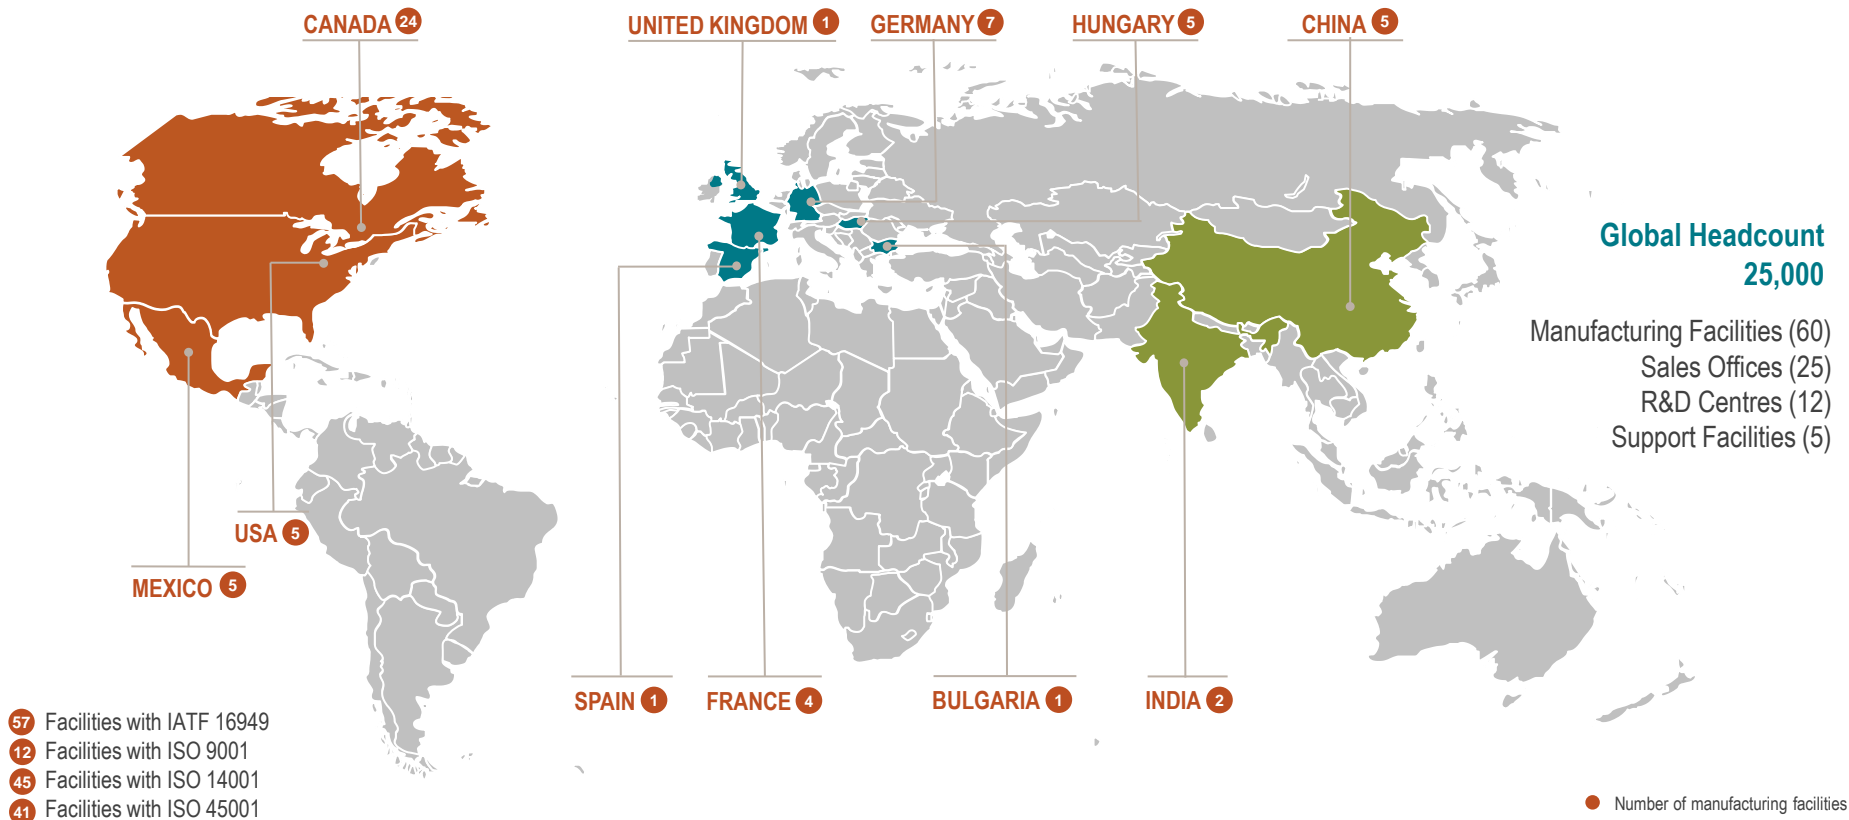 CANADA 24
UNITED KINGDOM 1
GERMANY 7
HUNGARY 5
CHINA 5
Global Headcount
25,000
Manufacturing Facilities (60)
Sales Offices (25)
R&D Centres (12)
Support Facilities (5)
USA 5
MEXICO 5
SPAIN 1
FRANCE 4
BULGARIA 1
INDIA 2
57 Facilities with IATF 16949
12 Facilities with ISO 9001
45 Facilities with ISO 14001
41 Facilities with ISO 45001
Number of manufacturing facilities